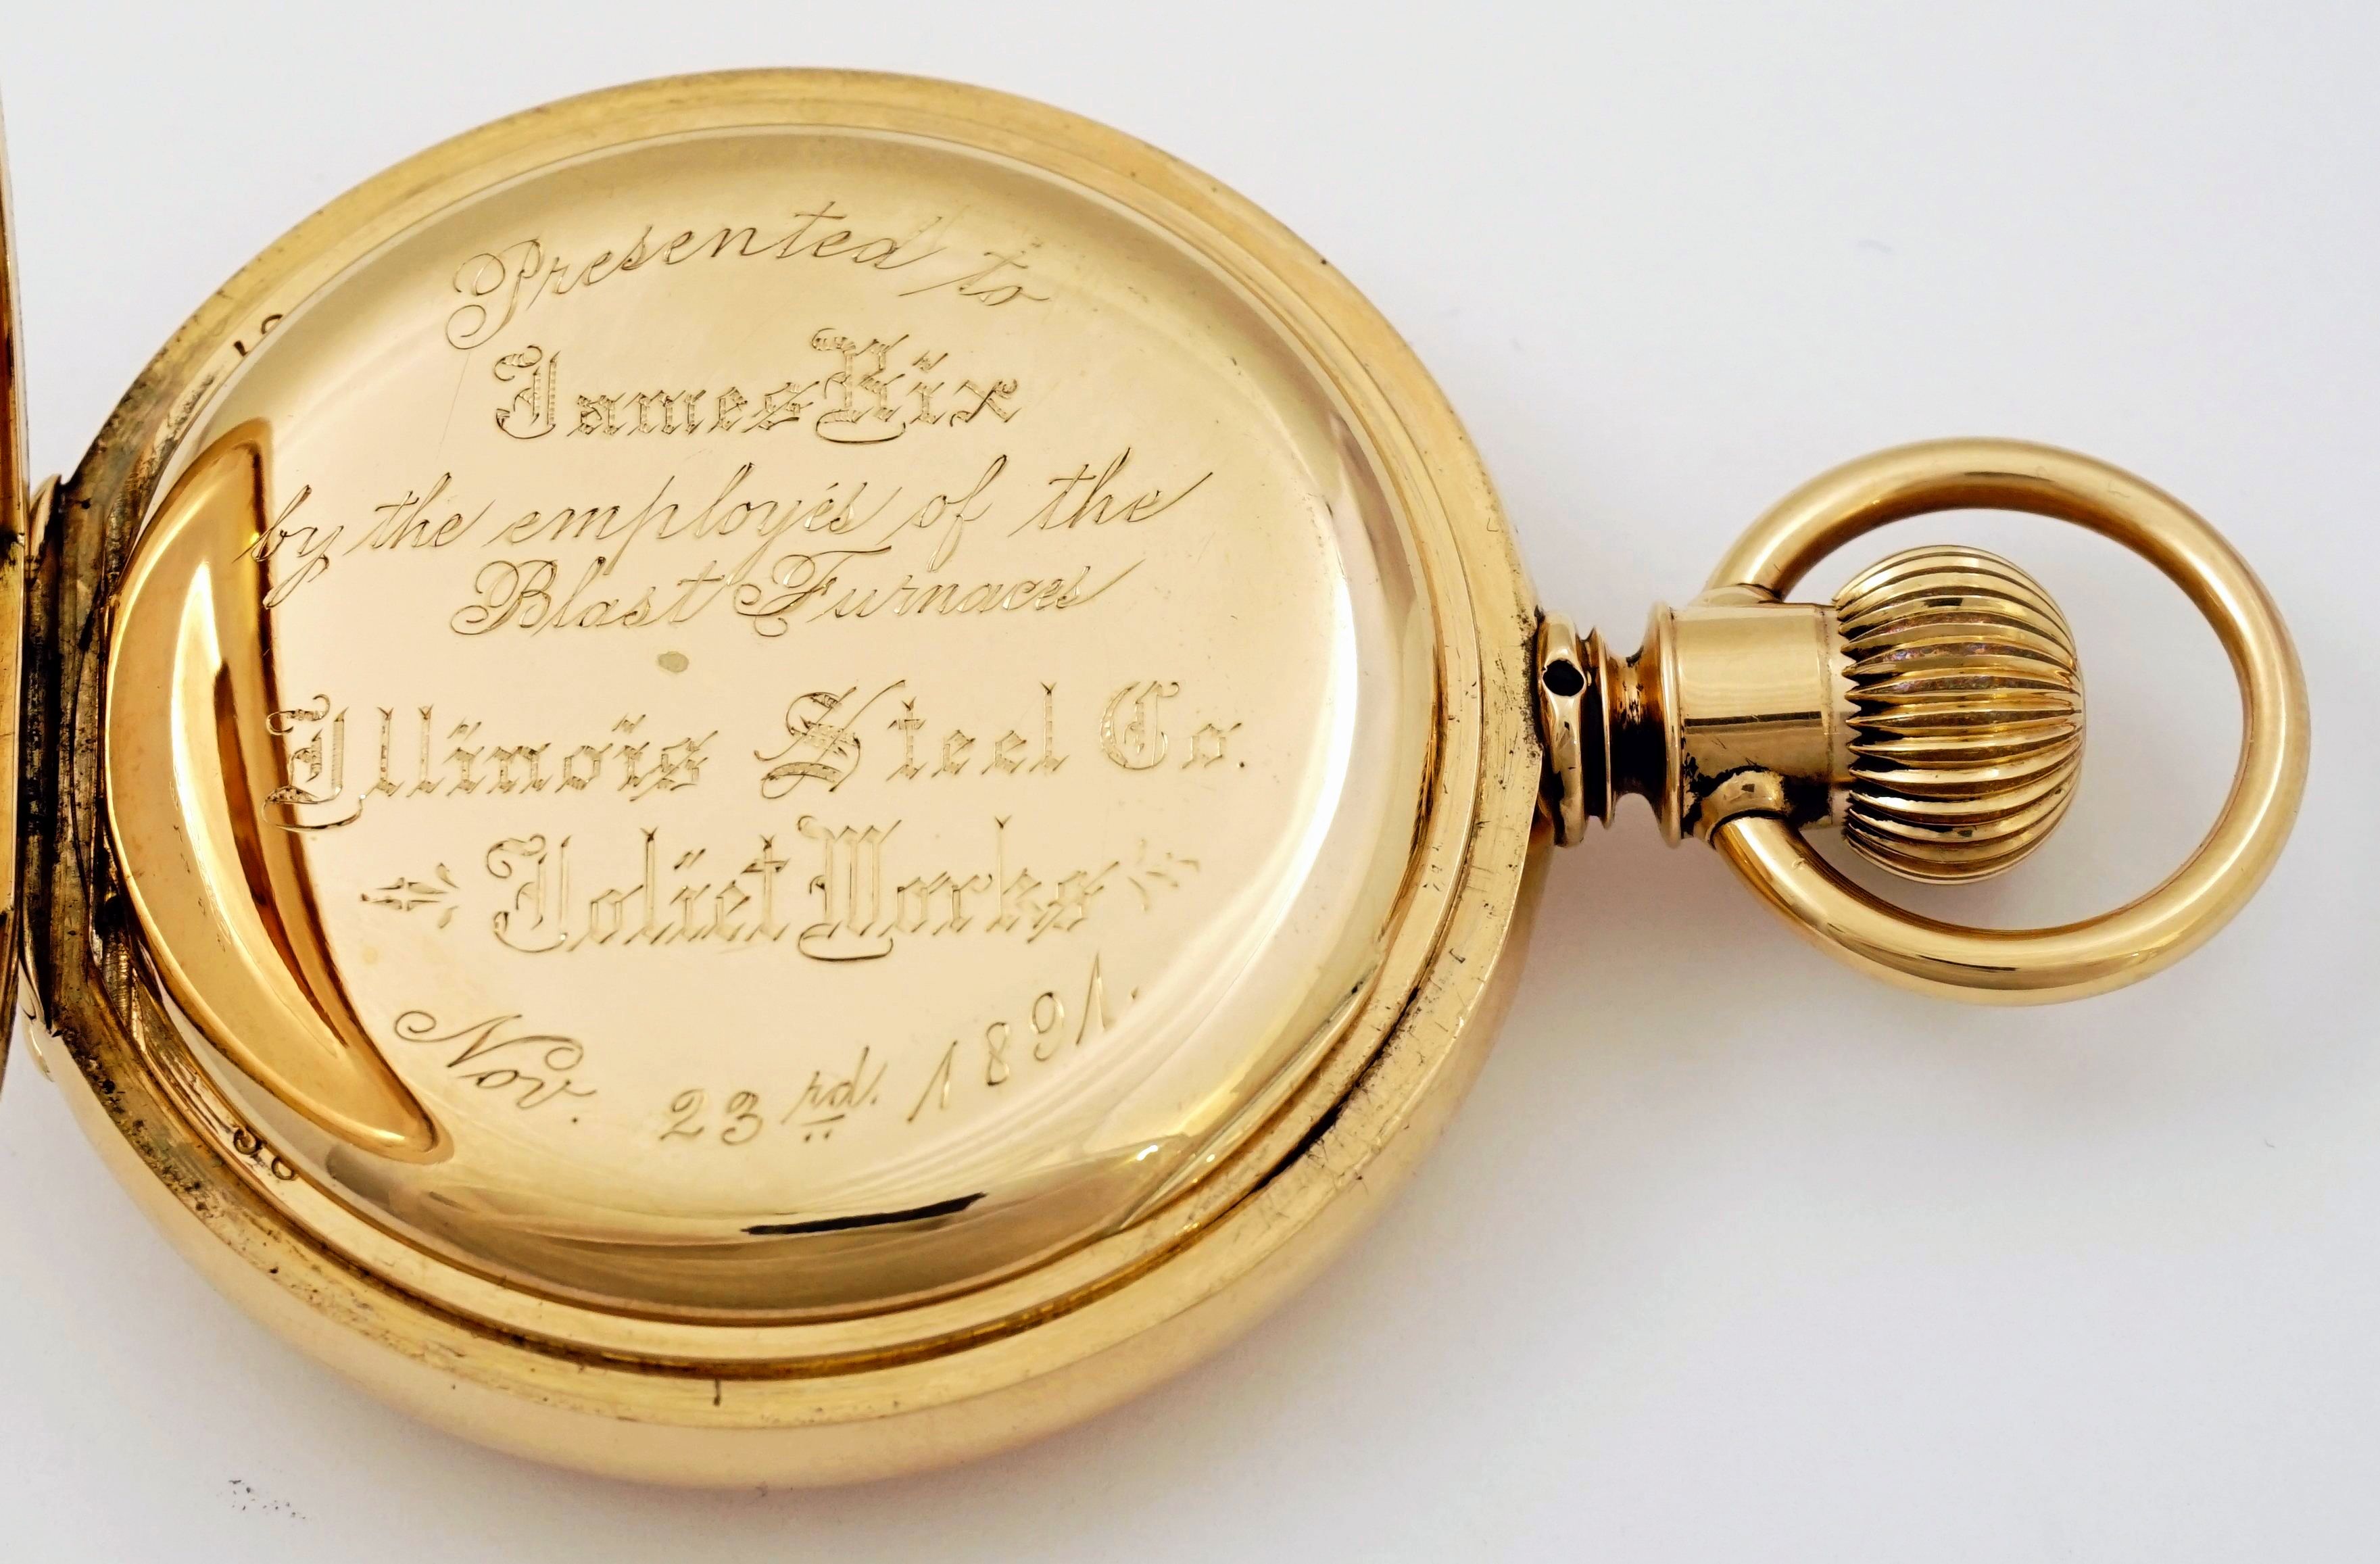 Presented to
James Rix
by the employés of the
Blast Furnaces
Illinois Steel Co.
Joliet Works
Nov. 23rd. 1891.